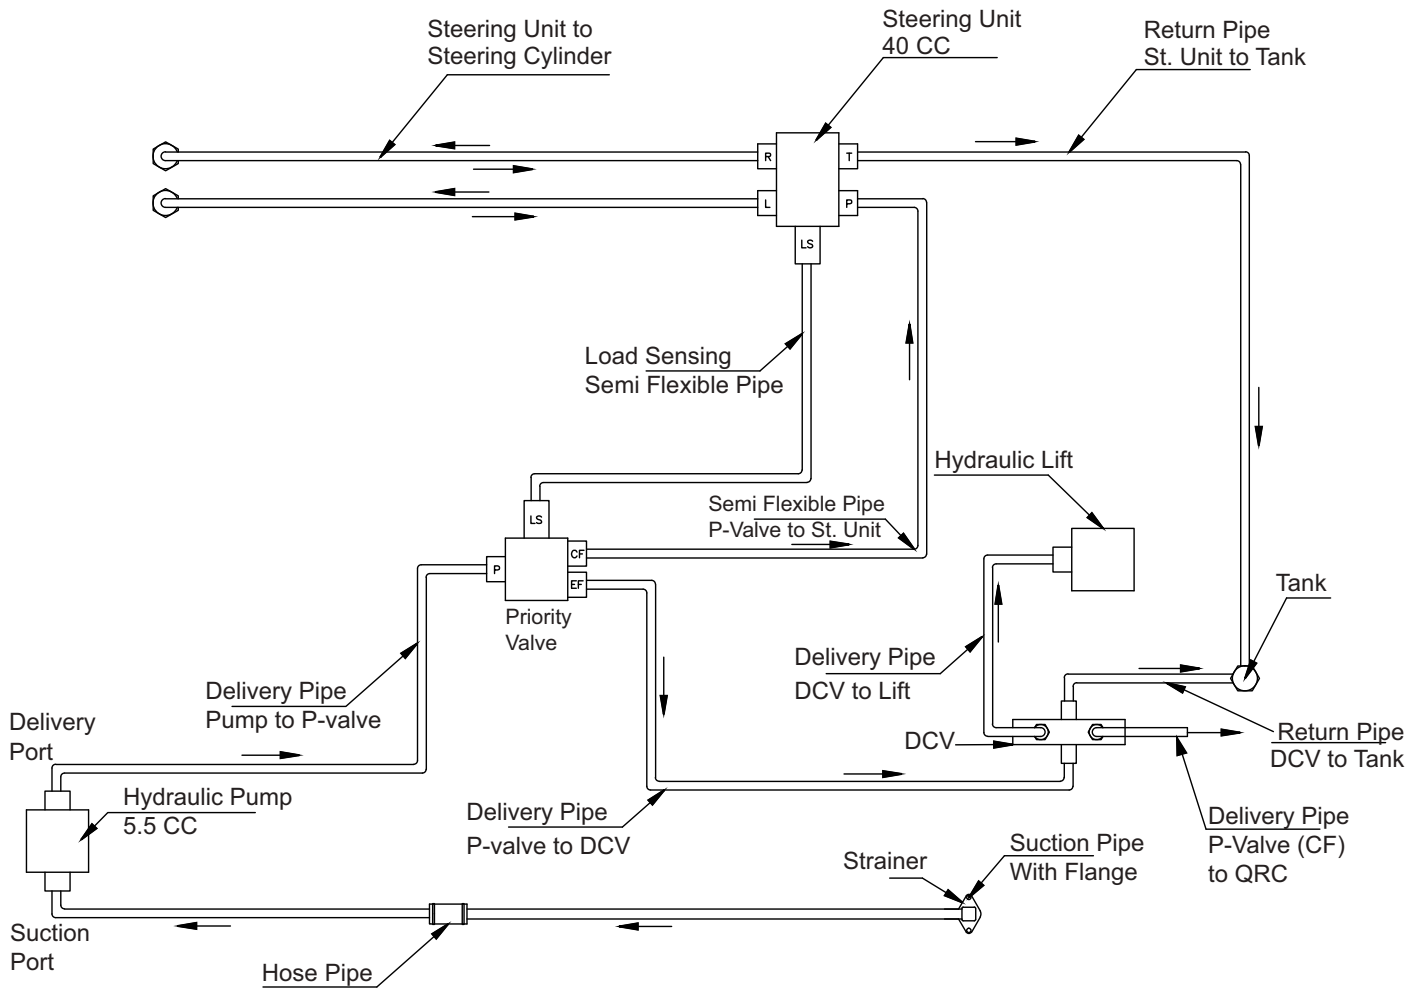 Steering Unit to
Steering Cylinder
Steering Unit
40 CC
Return Pipe
St. Unit to Tank
R
T
L
P
LS
Load Sensing
Semi Flexible Pipe
Hydraulic Lift
Semi Flexible Pipe
P-Valve to St. Unit
LS
CF
P
EF
Priority
Valve
Tank
Delivery Pipe
DCV to Lift
Delivery Pipe
Pump to P-valve
Delivery
Port
DCV
Return Pipe
DCV to Tank
Hydraulic Pump
5.5 CC
Delivery Pipe
P-valve to DCV
Delivery Pipe
P-Valve (CF)
to QRC
Strainer
Suction Pipe
With Flange
Suction
Port
Hose Pipe